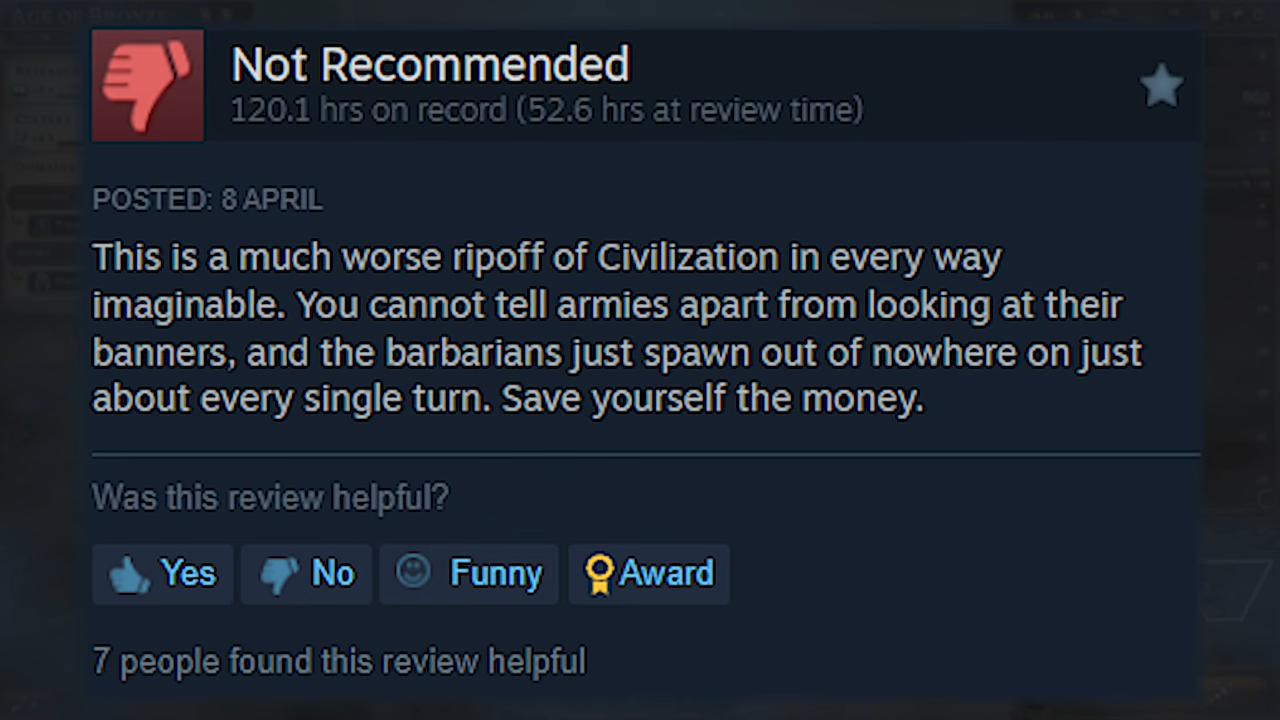 AGE OF BRONZE
Not Recommended
120.1 hrs on record (52.6 hrs at review time)
POSTED: 8 APRIL
This is a much worse ripoff of Civilization in every way
imaginable. You cannot tell armies apart from looking at their
banners, and the barbarians just spawn out of nowhere on just
about every single turn. Save yourself the money.
Was this review helpful?
Yes No Funny Award
7 people found this review helpful